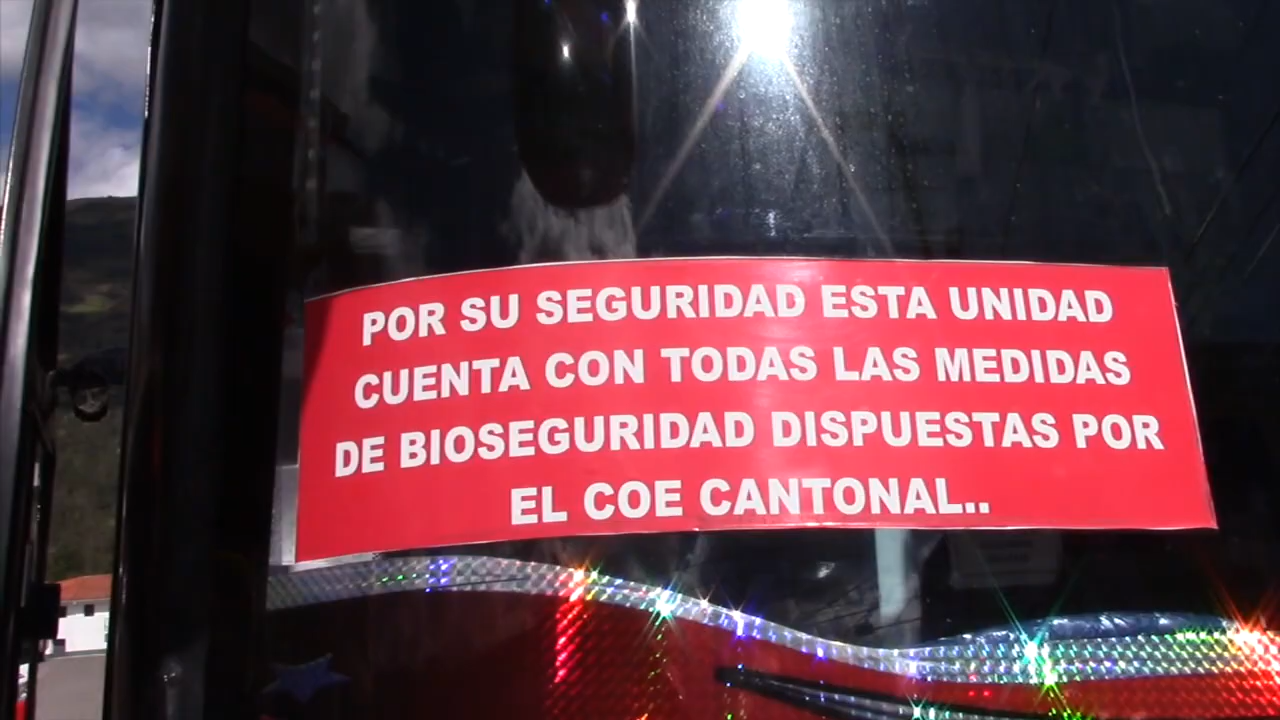 POR SU SEGURIDAD ESTA UNIDAD
CUENTA CON TODAS LAS MEDIDAS
DE BIOSEGURIDAD DISPUESTAS POR
EL COE CANTONAL..